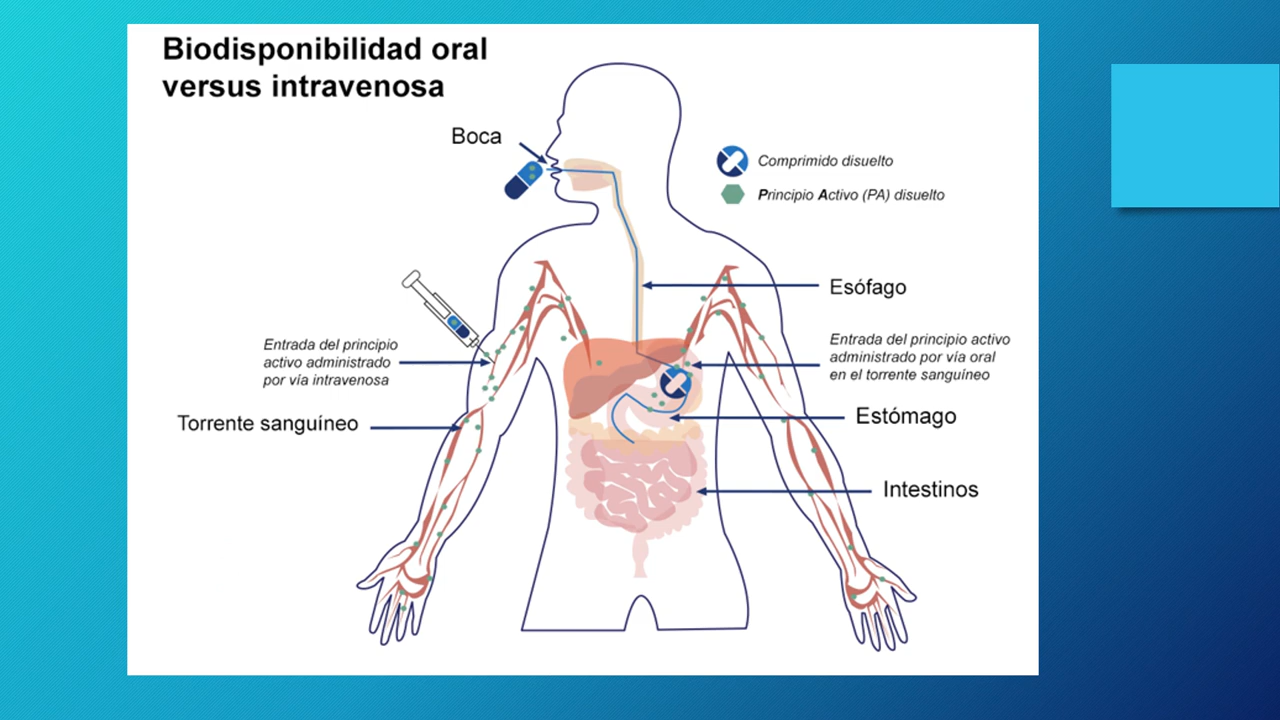 Biodisponibilidad oral
versus intravenosa
Boca
Comprimido disuelto
Principio Activo (PA) disuelto
Esófago
Entrada del principio
activo administrado
por vía intravenosa
Entrada del principio activo
administrado por vía oral
en el torrente sanguíneo
Torrente sanguíneo
Estómago
Intestinos